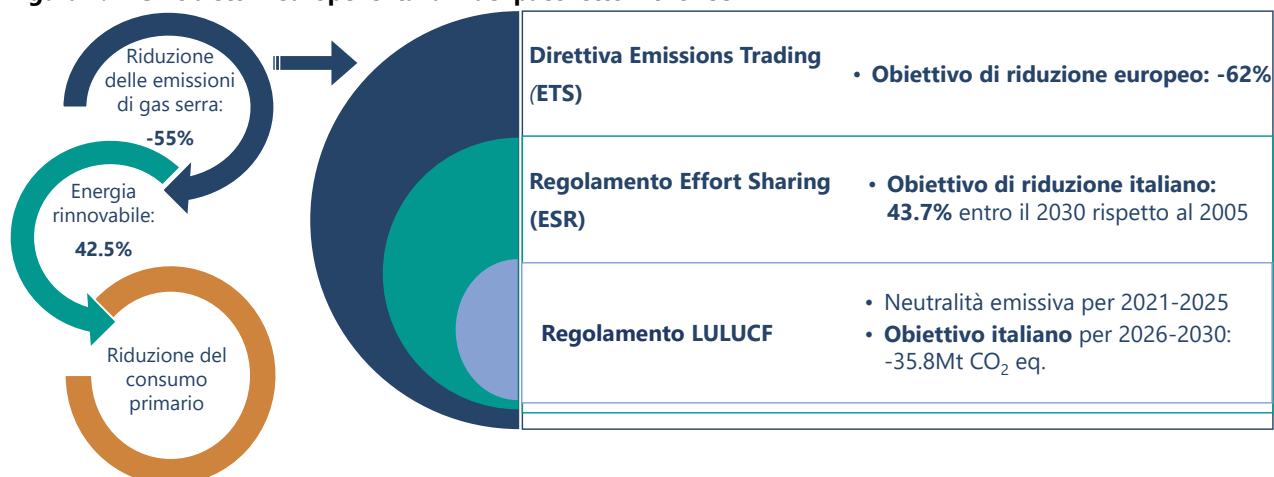 Riduzione
delle emissioni
di gas serra:
-55%
Energia
rinnovabile:
42.5%
Riduzione del
consumo
primario
Direttiva Emissions Trading
(ETS)
• Obiettivo di riduzione europeo: -62%
Regolamento Effort Sharing
(ESR)
• Obiettivo di riduzione italiano:
43.7% entro il 2030 rispetto al 2005
Regolamento LULUCF
• Neutralità emissiva per 2021-2025
• Obiettivo italiano per 2026-2030:
-35.8Mt CO₂ eq.